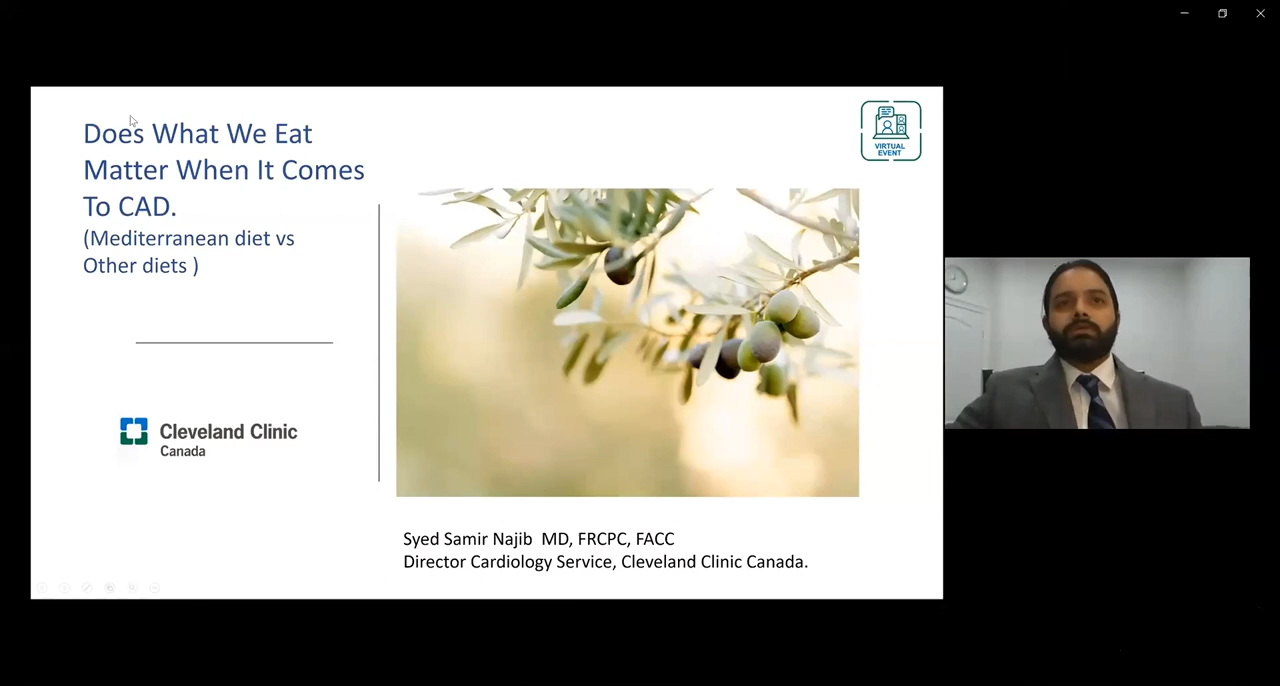 Does What We Eat
Matter When It Comes
To CAD.
(Mediterranean diet vs
Other diets )
VIRTUAL
EVENT
Cleveland Clinic
Canada
Syed Samir Najib  MD, FRCPC, FACC
Director Cardiology Service, Cleveland Clinic Canada.